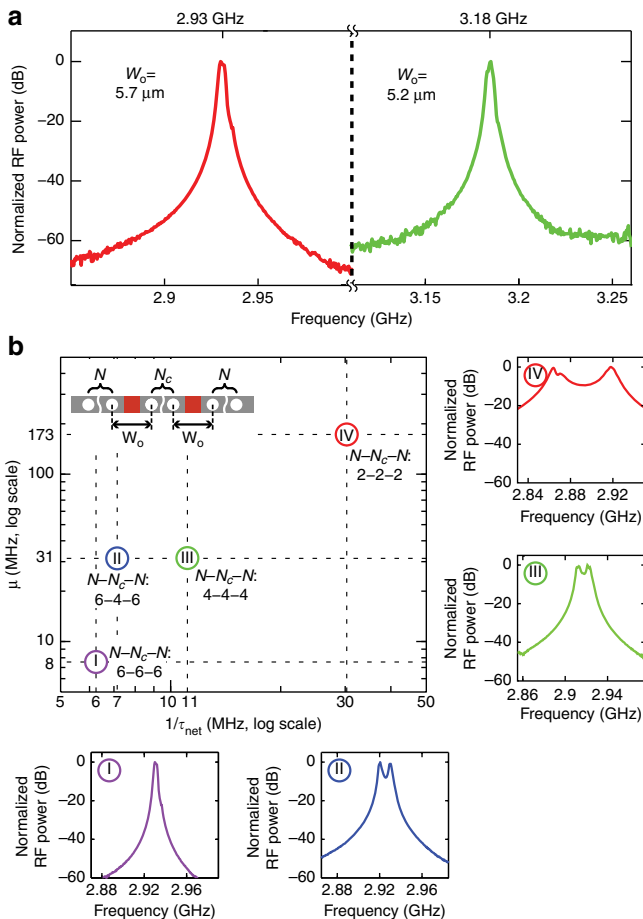 a
2.93 GHz
3.18 GHz
Normalized RF power (dB)
0
−20
−40
−60
Wo=
5.7 μm
Wo=
5.2 μm
2.9
2.95
3.15
3.2
3.25
Frequency (GHz)
b
μ (MHz, log scale)
173
100
31
10
8
N
Nc
N
Wo
Wo
IV
N–Nc–N:
2–2–2
II
N–Nc–N:
6–4–6
III
N–Nc–N:
4–4–4
I
N–Nc–N:
6–6–6
5
6
7
10
11
30
50
1/τnet (MHz, log scale)
IV
Normalized
RF power (dB)
0
−20
−40
−60
2.84
2.88
2.92
Frequency (GHz)
III
Normalized
RF power (dB)
0
−20
−40
−60
2.86
2.9
2.94
Frequency (GHz)
I
Normalized
RF power (dB)
0
−20
−40
−60
2.88
2.92
2.96
Frequency (GHz)
II
Normalized
RF power (dB)
0
−20
−40
−60
2.88
2.92
2.96
Frequency (GHz)